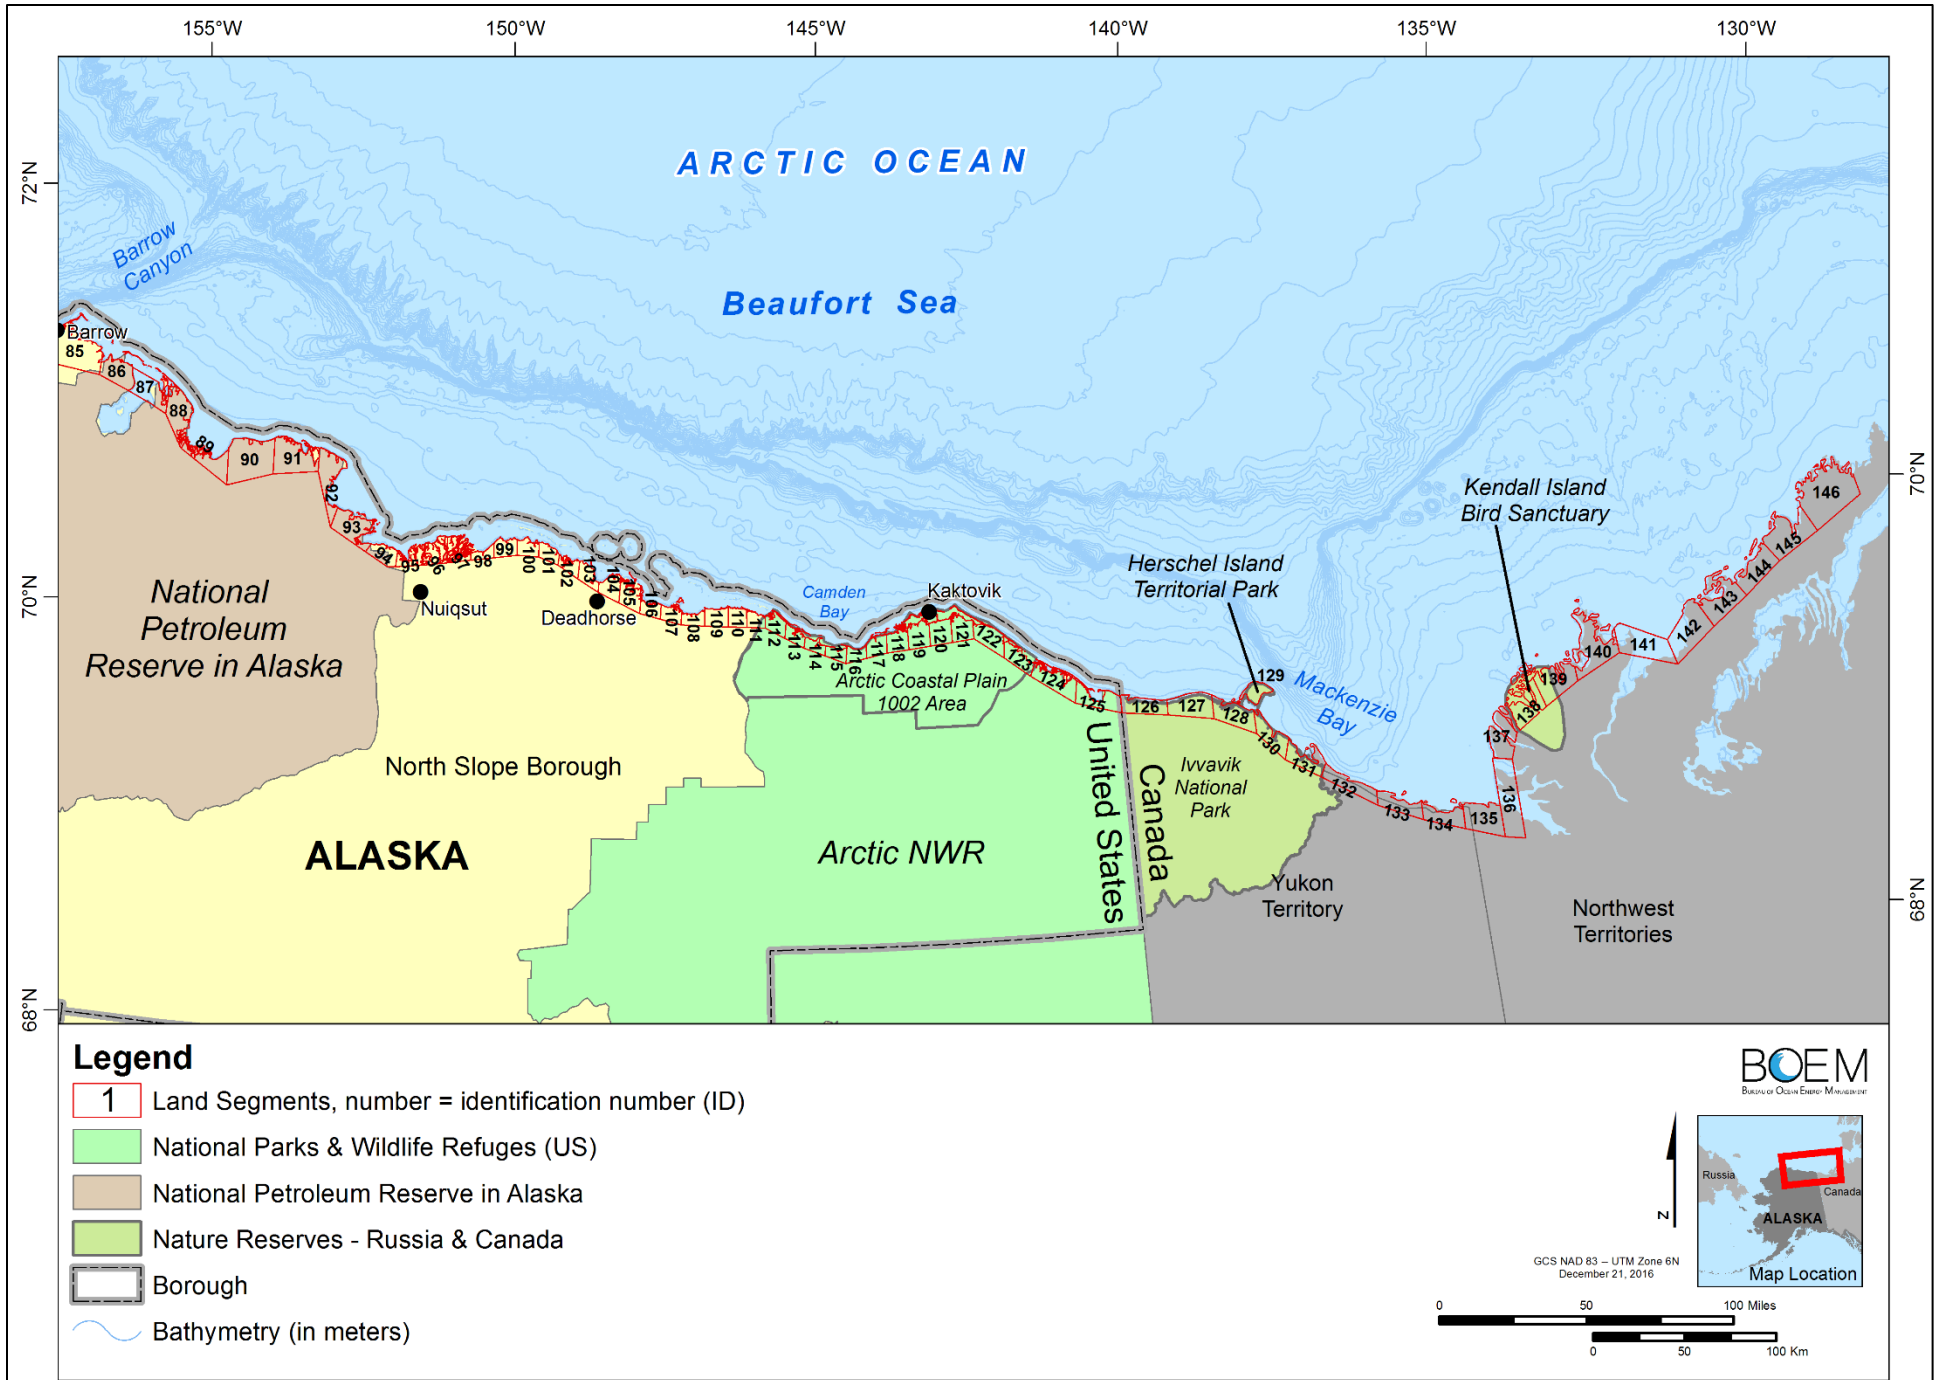 155°W
150°W
145°W
140°W
135°W
130°W
72°N
70°N
68°N
70°N
68°N
ARCTIC OCEAN
Beaufort Sea
Barrow
Canyon
Barrow
Camden
Bay
Kaktovik
Herschel Island
Territorial Park
Kendall Island
Bird Sanctuary
Mackenzie
Bay
Nuiqsut
Deadhorse
National
Petroleum
Reserve in Alaska
Arctic Coastal Plain
1002 Area
North Slope Borough
ALASKA
Arctic NWR
United States
Canada
Ivvavik
National
Park
Yukon
Territory
Northwest
Territories
85
86
87
88
89
90
91
92
93
94
95
96
97
98
99
100
101
102
103
104
105
106
107
108
109
110
111
112
113
114
115
116
117
118
119
120
121
122
123
124
125
126
127
128
129
130
131
132
133
134
135
136
137
138
139
140
141
142
143
144
145
146
Legend
1 Land Segments, number = identification number (ID)
National Parks & Wildlife Refuges (US)
National Petroleum Reserve in Alaska
Nature Reserves - Russia & Canada
Borough
Bathymetry (in meters)
BOEM
BUREAU OF OCEAN ENERGY MANAGEMENT
Z
Russia
Canada
ALASKA
Map Location
GCS NAD 83 – UTM Zone 6N
December 21, 2016
0 50 100 Miles
0 50 100 Km